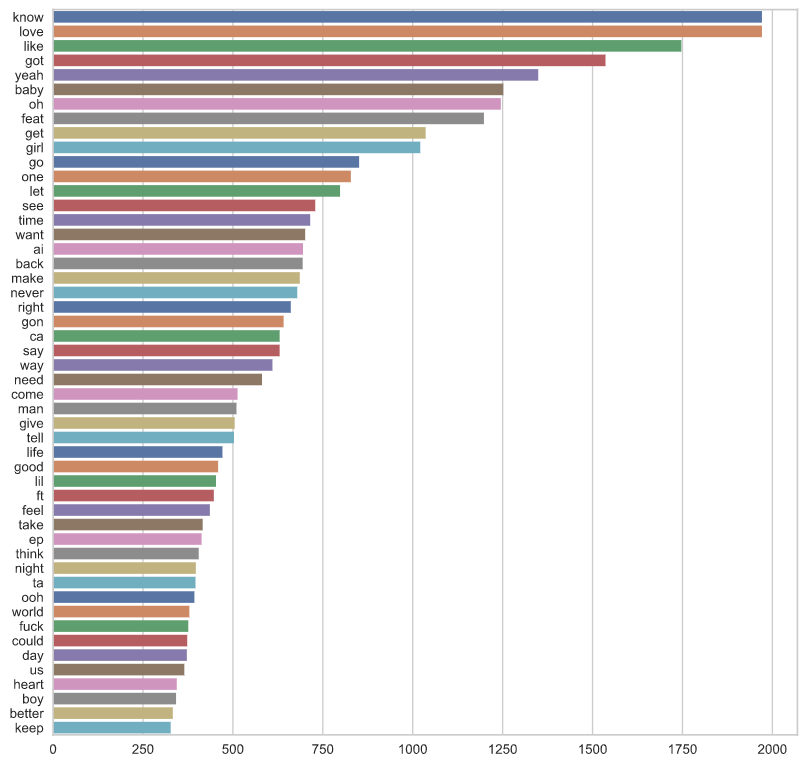 know
love
like
got
yeah
baby
oh
feat
get
girl
go
one
let
see
time
want
ai
back
make
never
right
gon
ca
say
way
need
come
man
give
tell
life
good
lil
ft
feel
take
ep
think
night
ta
ooh
world
fuck
could
day
us
heart
boy
better
keep
0 250 500 750 1000 1250 1500 1750 2000